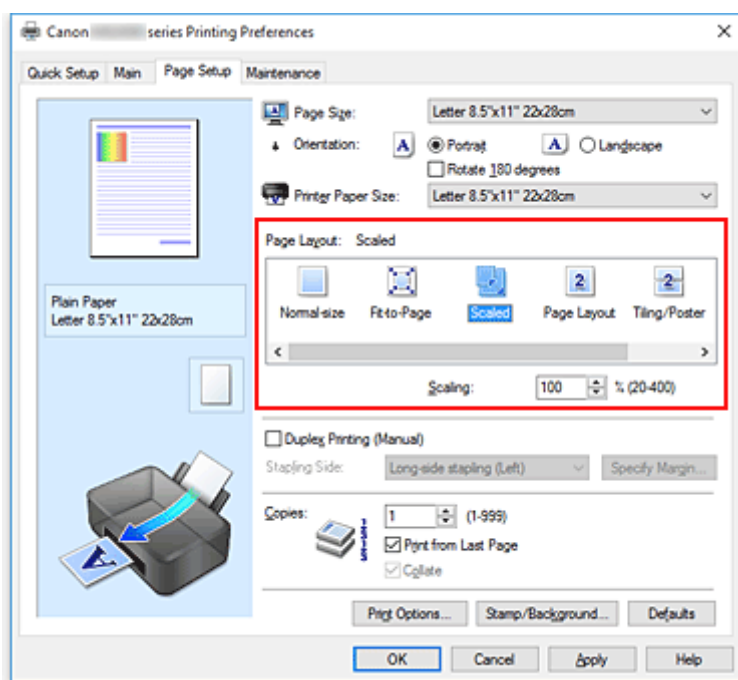 Canon series Printing Preferences
Quick Setup Main Page Setup Maintenance
Page Size: Letter 8.5"x11" 22x28cm
Orientation: A Portrait A Landscape
Rotate 180 degrees
Printer Paper Size: Letter 8.5"x11" 22x28cm
Page Layout: Scaled
2 2
Normal-size Fit-to-Page Scaled Page Layout Tiling/Poster
Scaling: 100 % (20-400)
Plain Paper
Letter 8.5"x11" 22x28cm
Duplex Printing (Manual)
Stapling Side: Long-side stapling (Left) Specify Margin...
Copies: 1 (1-999)
Print from Last Page
Collate
A
Print Options... Stamp/Background... Defaults
OK Cancel Apply Help